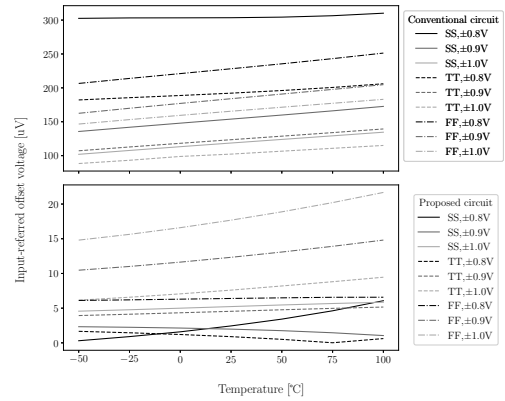 300
250
200
150
100
Conventional circuit
SS,±0.8V
SS,±0.9V
SS,±1.0V
TT,±0.8V
TT,±0.9V
TT,±1.0V
FF,±0.8V
FF,±0.9V
FF,±1.0V
Input-referred offset voltage [uV]
20
15
10
5
0
−50
−25
0
25
50
75
100
Proposed circuit
SS,±0.8V
SS,±0.9V
SS,±1.0V
TT,±0.8V
TT,±0.9V
TT,±1.0V
FF,±0.8V
FF,±0.9V
FF,±1.0V
Temperature [℃]